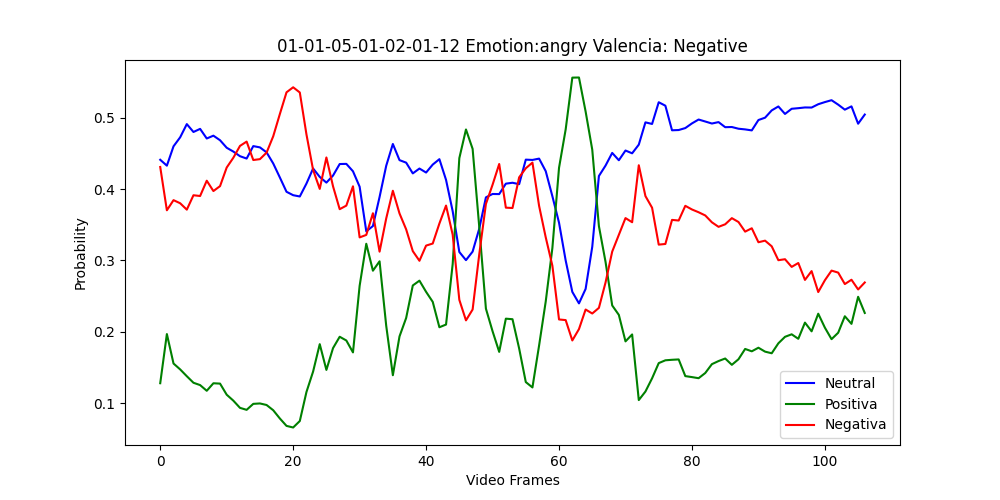 01-01-05-01-02-01-12 Emotion:angry Valencia: Negative
Probability
0.5
0.4
0.3
0.2
0.1
0 20 40 60 80 100
Video Frames
Neutral
Positiva
Negativa